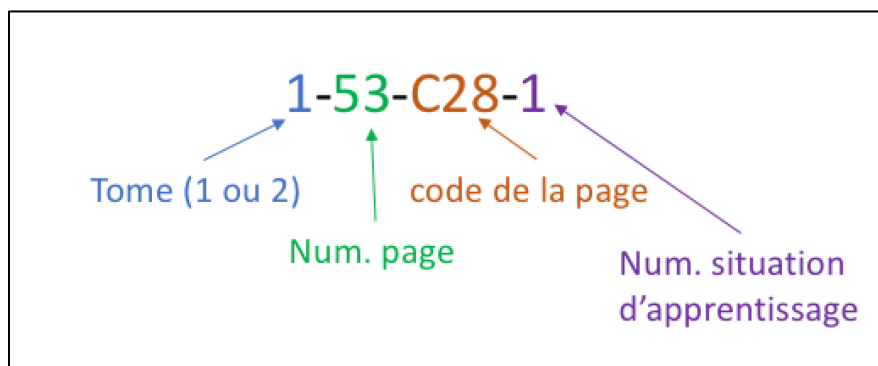 1-53-C28-1
Tome (1 ou 2)
code de la page
Num. page
Num. situation
d’apprentissage